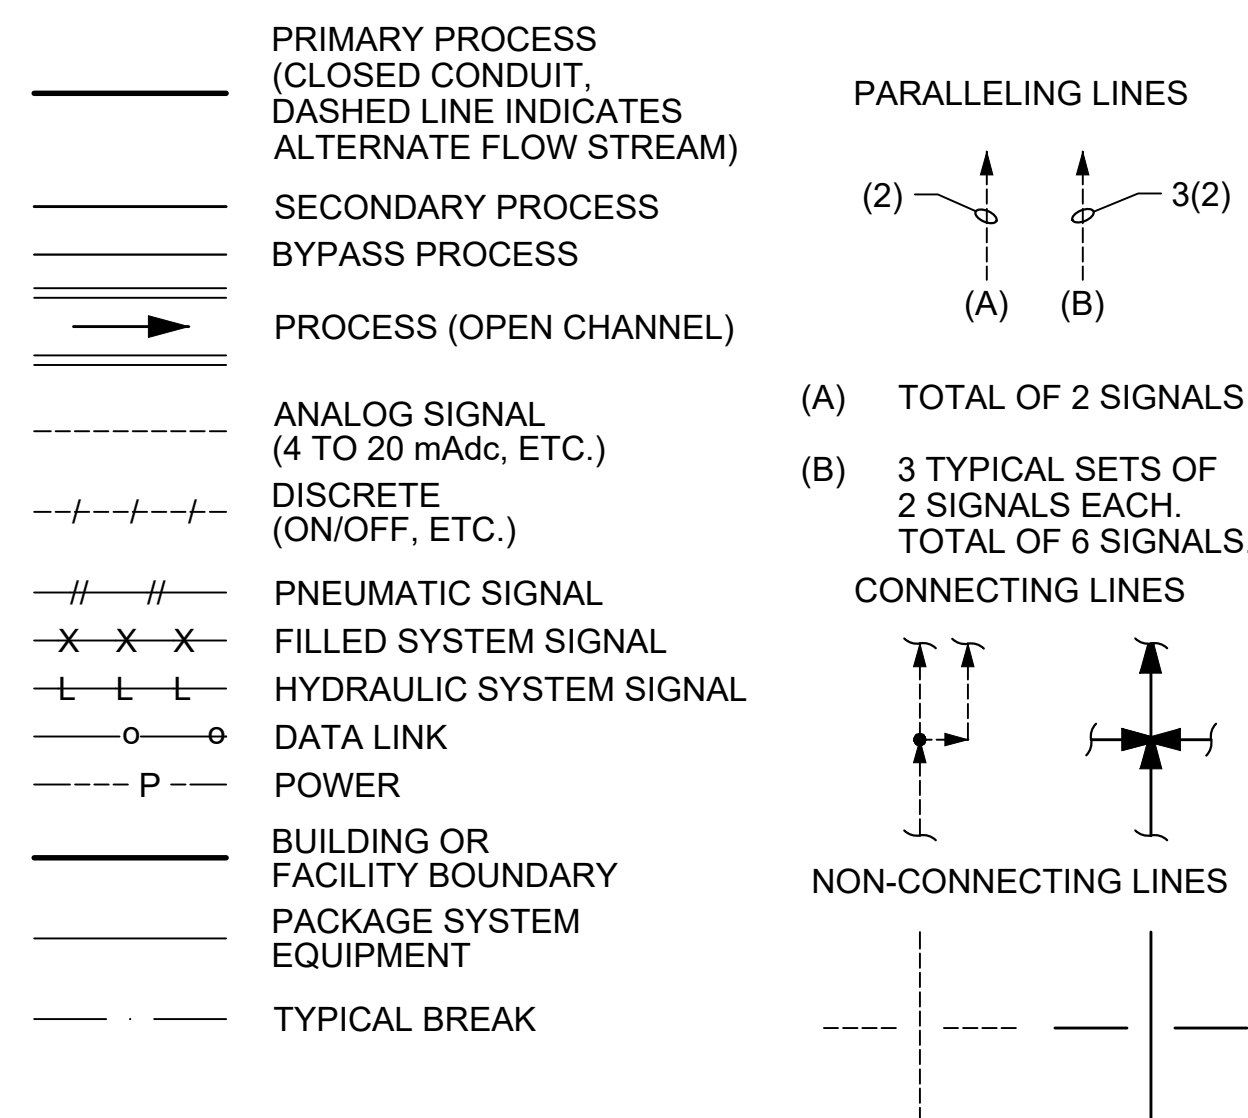 PRIMARY PROCESS
(CLOSED CONDUIT,
DASHED LINE INDICATES
ALTERNATE FLOW STREAM)
SECONDARY PROCESS
BYPASS PROCESS
PROCESS (OPEN CHANNEL)
ANALOG SIGNAL
(4 TO 20 mAdc, ETC.)
DISCRETE
(ON/OFF, ETC.)
PNEUMATIC SIGNAL
X X X FILLED SYSTEM SIGNAL
L L L HYDRAULIC SYSTEM SIGNAL
o o DATA LINK
P POWER
BUILDING OR
FACILITY BOUNDARY
PACKAGE SYSTEM
EQUIPMENT
TYPICAL BREAK
PARALLELING LINES
(2) 3(2)
(A) (B)
(A) TOTAL OF 2 SIGNALS
(B) 3 TYPICAL SETS OF
2 SIGNALS EACH.
TOTAL OF 6 SIGNALS.
CONNECTING LINES
NON-CONNECTING LINES